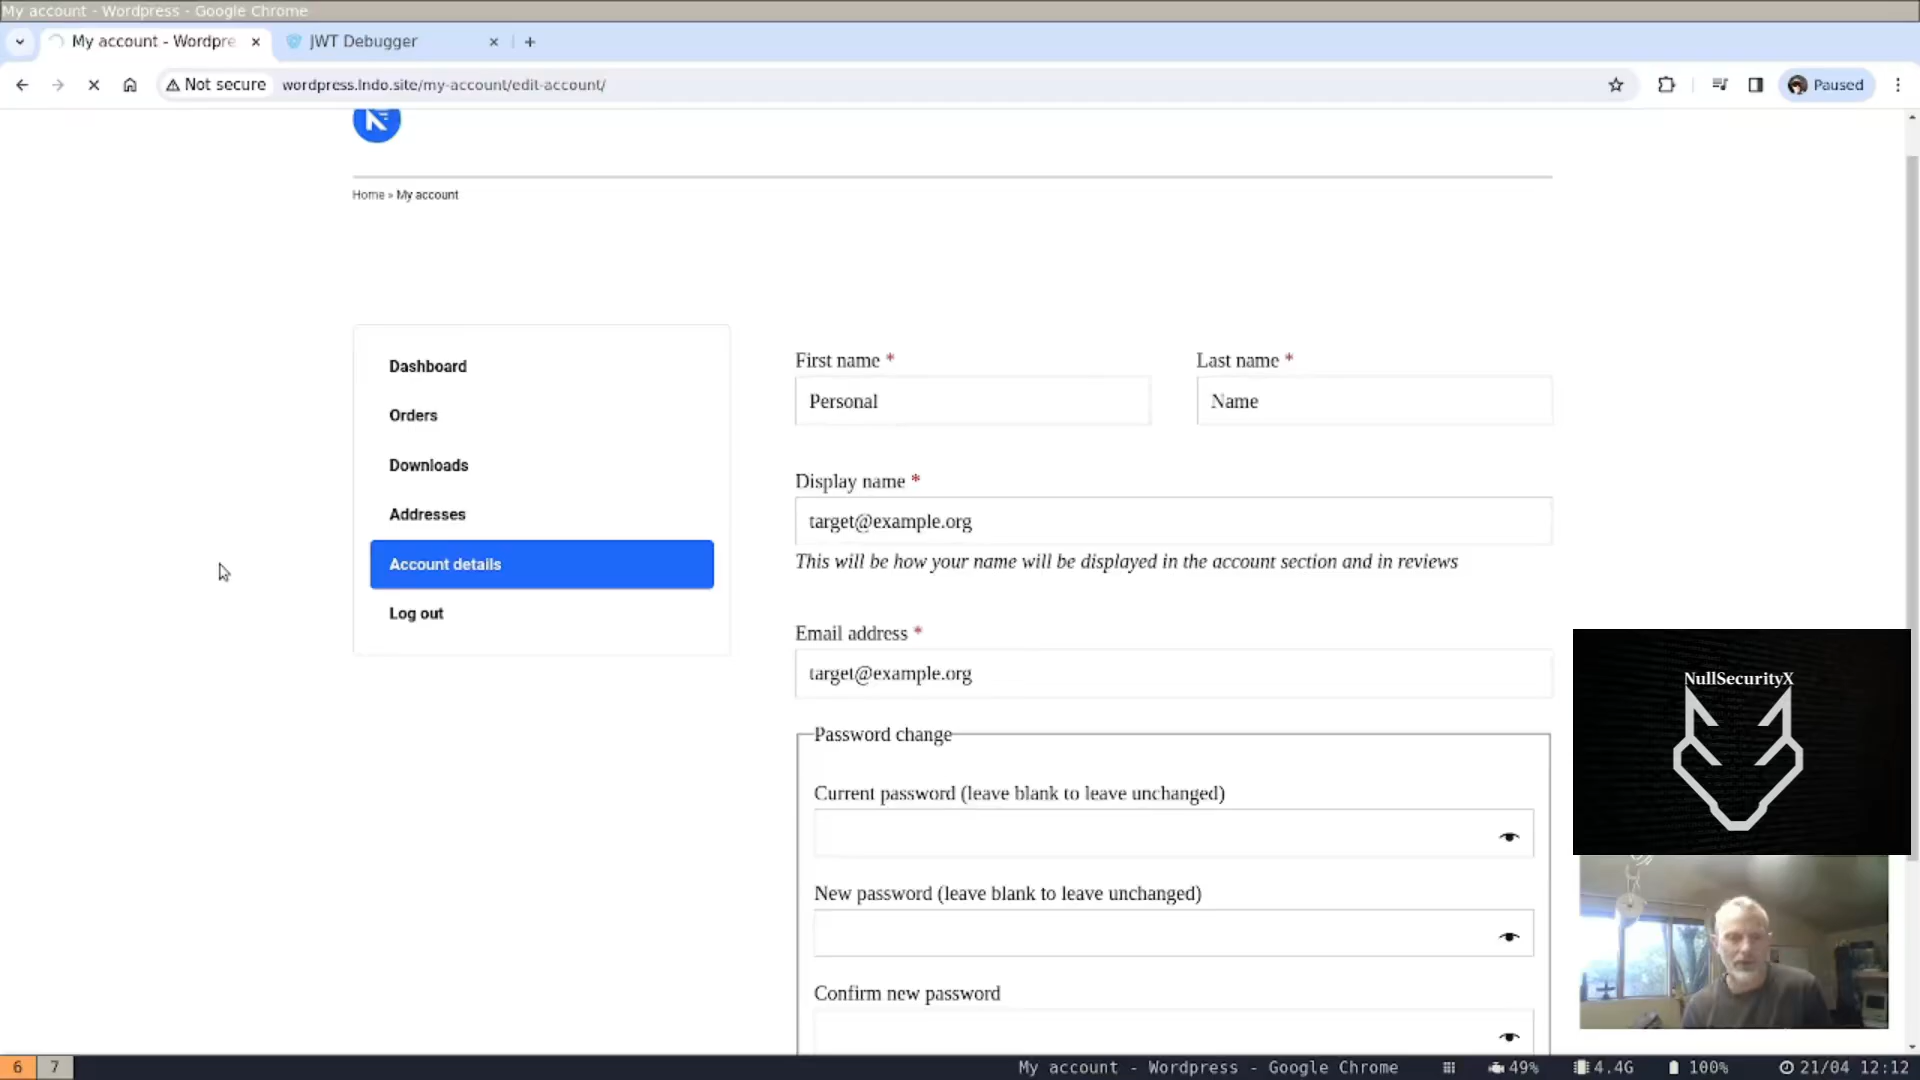 My account - Wordpress - Google Chrome
My account - Wordpre
JWT Debugger
Not secure
wordpress.lndo.site/my-account/edit-account/
Paused
Home » My account
Dashboard
Orders
Downloads
Addresses
Account details
Log out
First name *
Last name *
Personal
Name
Display name *
target@example.org
This will be how your name will be displayed in the account section and in reviews
Email address *
target@example.org
Password change
Current password (leave blank to leave unchanged)
New password (leave blank to leave unchanged)
Confirm new password
NullSecurityX
6 7
My account - Wordpress - Google Chrome
49% 4.4G 100% 21/04 12:12